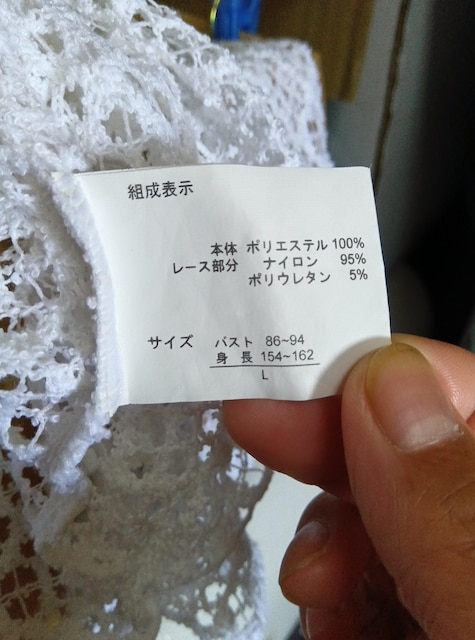 組成表示
本体 ポリエステル 100%
レース部分 ナイロン 95%
ポリウレタン 5%
サイズ バスト 86~94
身長 154~162
L